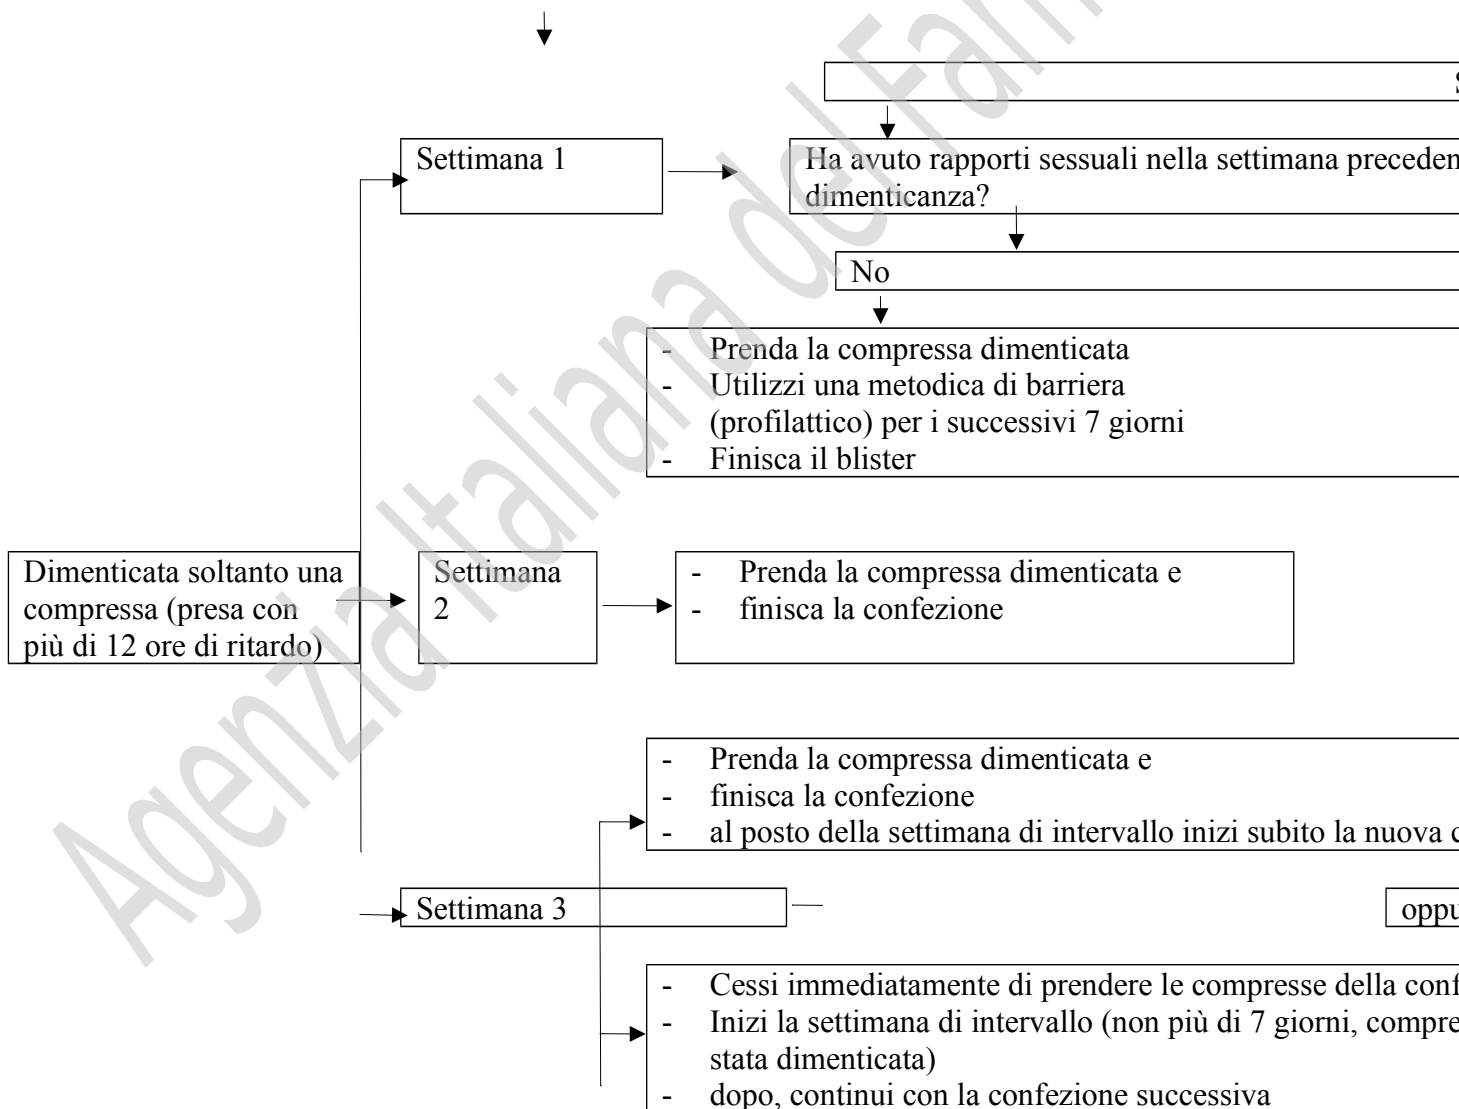 S
Settimana 1
Ha avuto rapporti sessuali nella settimana preceden
dimenticanza?
No
- Prenda la compressa dimenticata
- Utilizzi una metodica di barriera
(profilattico) per i successivi 7 giorni
- Finisca il blister
Dimenticata soltanto una
compressa (presa con
più di 12 ore di ritardo)
Settimana
2
- Prenda la compressa dimenticata e
- finisca la confezione
- Prenda la compressa dimenticata e
- finisca la confezione
- al posto della settimana di intervallo inizi subito la nuova c
Settimana 3
oppu
- Cessi immediatamente di prendere le compresse della conf
- Inizi la settimana di intervallo (non più di 7 giorni, compre
stata dimenticata)
- dopo, continui con la confezione successiva
Agenzia Italiana del Farm